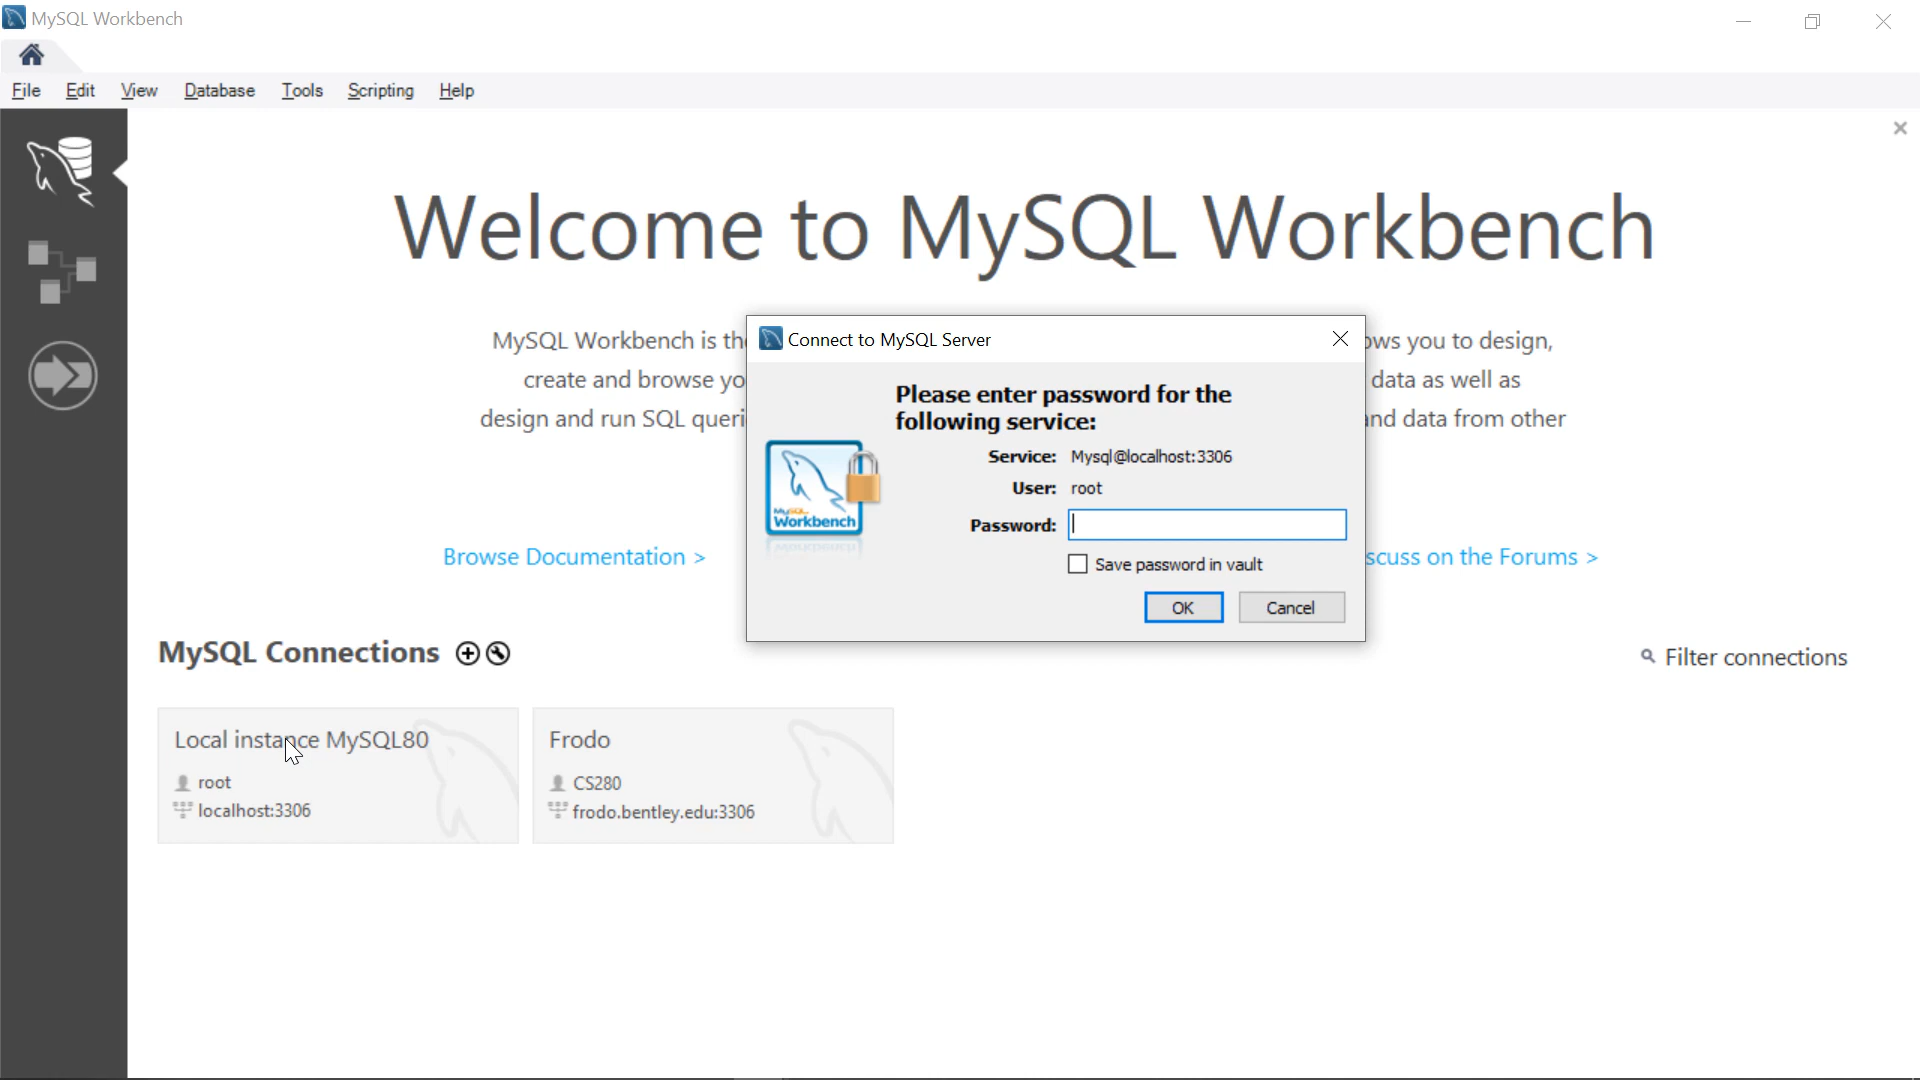 MySQL Workbench
File Edit View Database Tools Scripting Help
Welcome to MySQL Workbench
MySQL Workbench is the
create and browse yo
design and run SQL queri
ows you to design,
data as well as
and data from other
Connect to MySQL Server
Please enter password for the
following service:
Service: Mysql@localhost:3306
User: root
Password:
Save password in vault
OK Cancel
MySQL
Workbench
Browse Documentation >
scuss on the Forums >
MySQL Connections
Filter connections
Local instance MySQL80
root
localhost:3306
Frodo
CS280
frodo.bentley.edu:3306